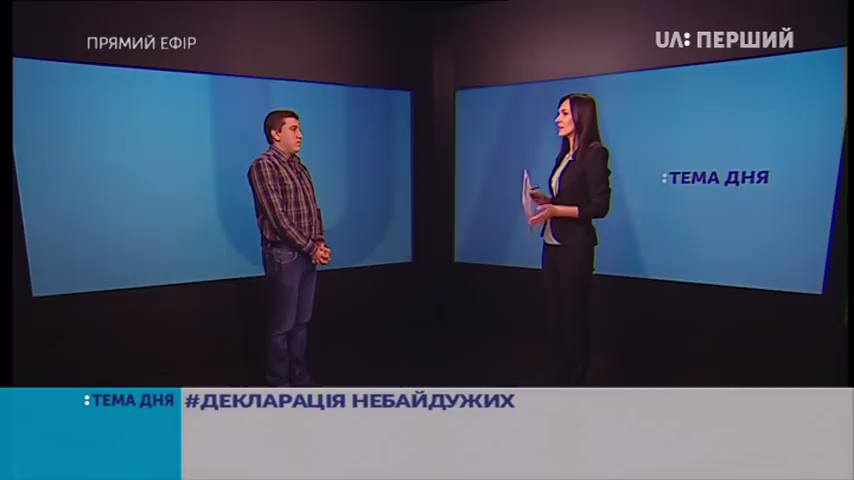 ПРЯМИЙ ЕФІР
UA: ПЕРШИЙ
:ТЕМА ДНЯ
:ТЕМА ДНЯ
#ДЕКЛАРАЦІЯ НЕБАЙДУЖИХ